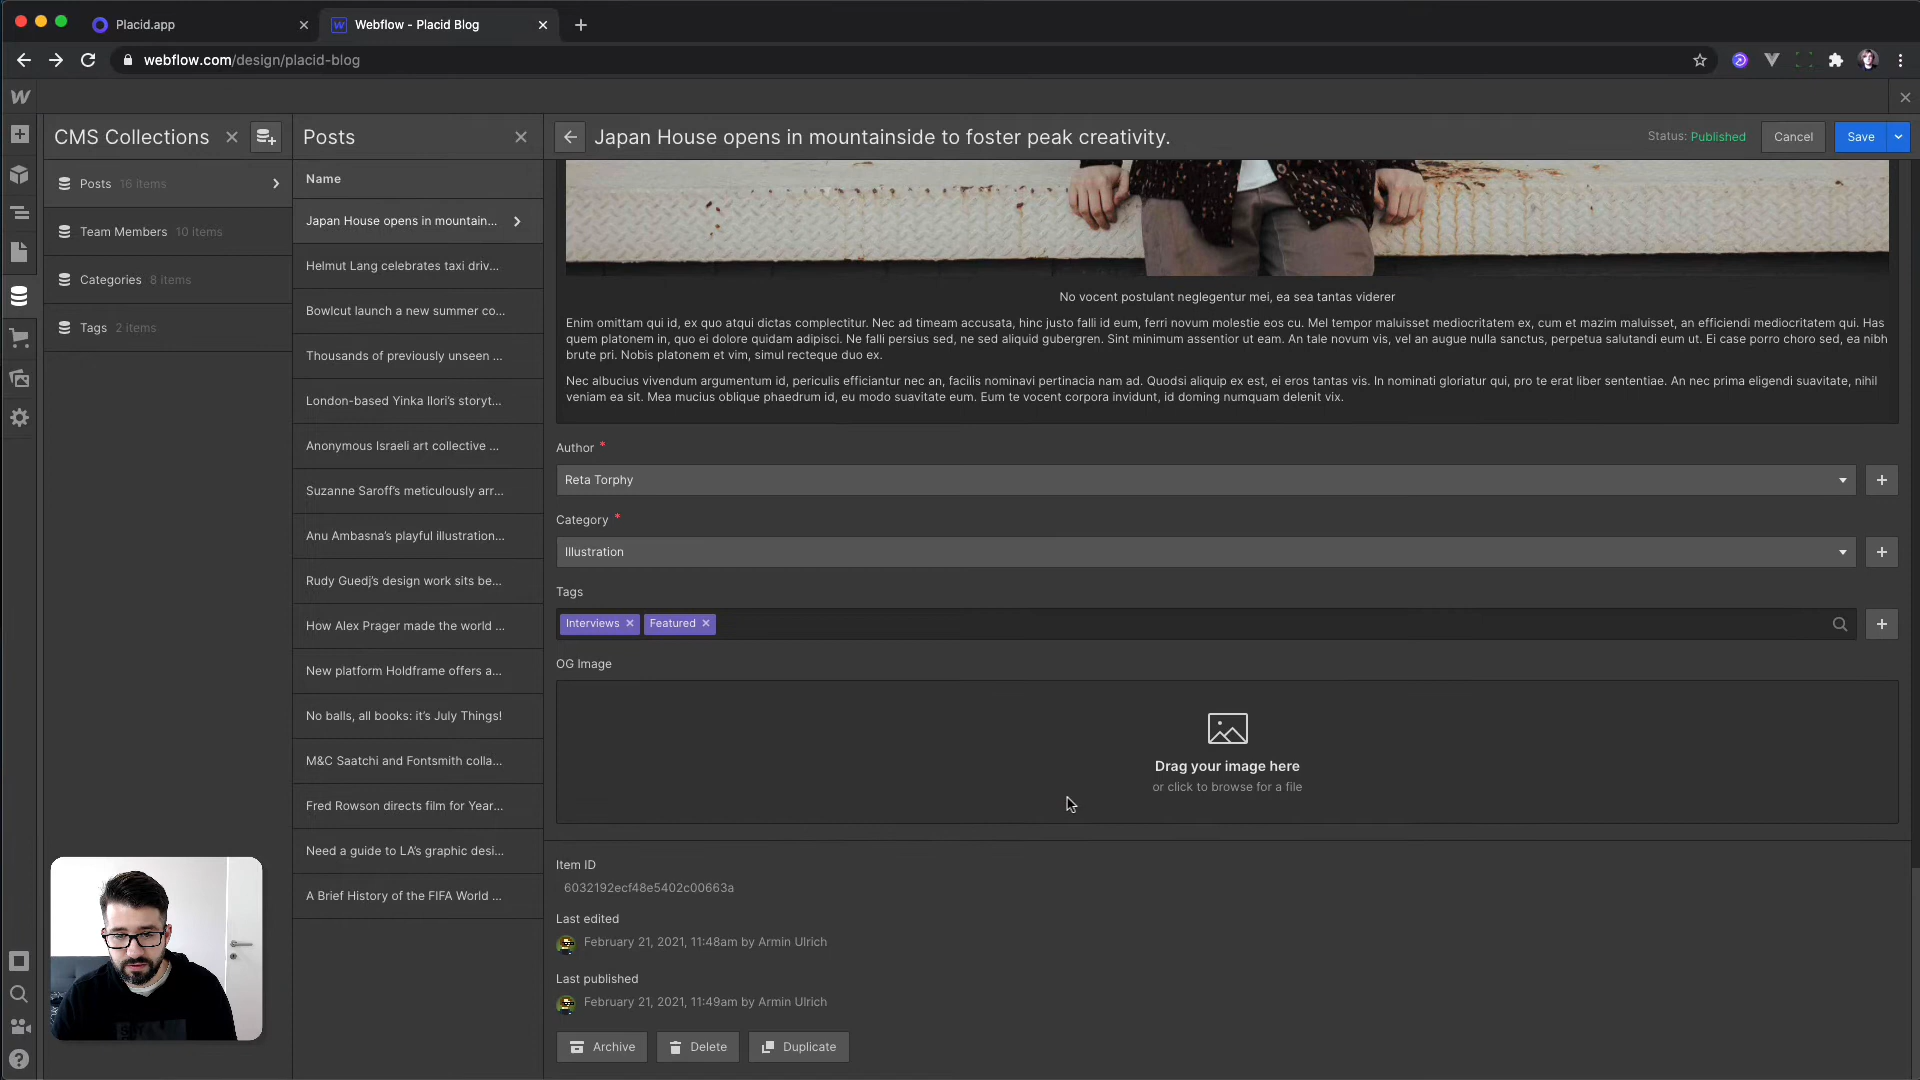 Placid.app
Webflow - Placid Blog
webflow.com/design/placid-blog
CMS Collections
Posts 16 items
Team Members 10 items
Categories 8 items
Tags 2 items
Posts
Name
Japan House opens in mountain...
Helmut Lang celebrates taxi driv...
Bowlcut launch a new summer co...
Thousands of previously unseen ...
London-based Yinka Ilori's storyt...
Anonymous Israeli art collective ...
Suzanne Saroff's meticulously arr...
Anu Ambasna's playful illustration...
Rudy Guedj's design work sits be...
How Alex Prager made the world ...
New platform Holdframe offers a...
No balls, all books: it's July Things!
M&C Saatchi and Fontsmith colla...
Fred Rowson directs film for Year...
Need a guide to LA's graphic desi...
A Brief History of the FIFA World ...
Japan House opens in mountainside to foster peak creativity.
Status: Published
Cancel
Save
No vocent postulant neglegentur mei, ea sea tantas viderer
Enim omittam qui id, ex quo atqui dictas complectitur. Nec ad timeam accusata, hinc justo falli id eum, ferri novum molestie eos cu. Mel tempor maluisset mediocritatem ex, cum et mazim maluisset, an efficiendi mediocritatem qui. Has
quem platonem in, quo ei dolore quidam adipisci. Ne falli persius sed, ne sed aliquid gubergren. Sint minimum assentior ut eam. An tale novum vis, vel an augue nulla sanctus, perpetua salutandi eum ut. Ei case porro choro sed, ea nibh
brute pri. Nobis platonem et vim, simul recteque duo ex.
Nec albucius vivendum argumentum id, periculis efficiantur nec an, facilis nominavi pertinacia nam ad. Quodsi aliquip ex est, ei eros tantas vis. In nominati gloriatur qui, pro te erat liber sententiae. An nec prima eligendi suavitate, nihil
veniam ea sit. Mea mucius oblique phaedrum id, eu modo suavitate eum. Eum te vocent corpora invidunt, id doming numquam delenit vix.
Author *
Reta Torphy
Category *
Illustration
Tags
Interviews
Featured
OG Image
Drag your image here
or click to browse for a file
Item ID
6032192ecf48e5402c00663a
Last edited
February 21, 2021, 11:48am by Armin Ulrich
Last published
February 21, 2021, 11:49am by Armin Ulrich
Archive
Delete
Duplicate